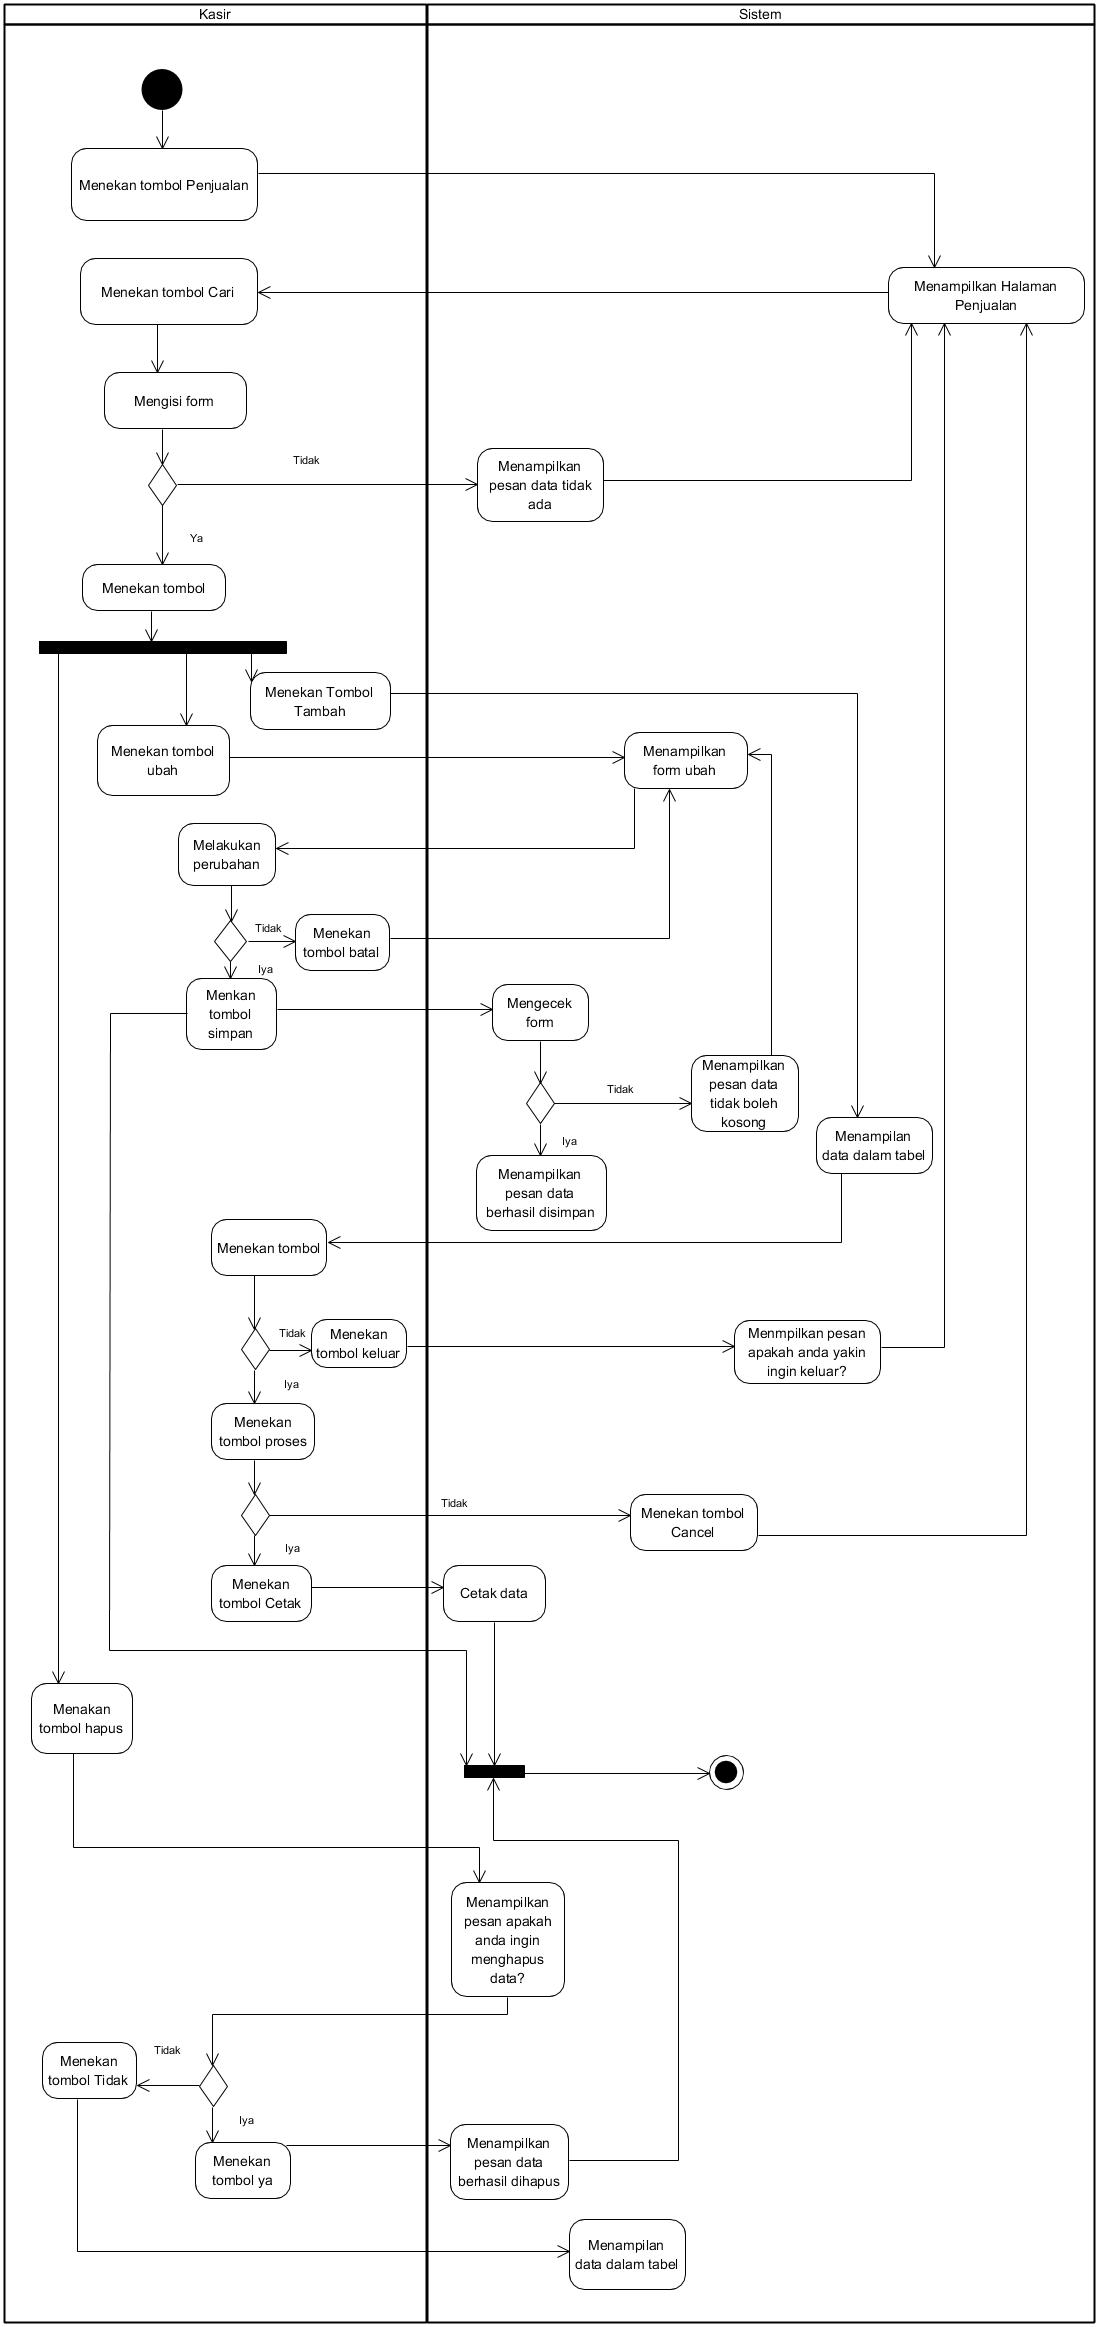 Kasir
Sistem
Menekan tombol Penjualan
Menekan tombol Cari
Menampilkan Halaman
Penjualan
Mengisi form
Tidak
Menampilkan
pesan data tidak
ada
Ya
Menekan tombol
Menekan Tombol
Tambah
Menekan tombol
ubah
Menampilkan
form ubah
Melakukan
perubahan
Tidak
Menekan
tombol batal
Iya
Menkan
tombol
simpan
Mengecek
form
Tidak
Menampilkan
pesan data
tidak boleh
kosong
Iya
Menampilan
data dalam tabel
Menampilkan
pesan data
berhasil disimpan
Menekan tombol
Tidak
Menekan
tombol keluar
Menmpilkan pesan
apakah anda yakin
ingin keluar?
Iya
Menekan
tombol proses
Tidak
Menekan tombol
Cancel
Iya
Menekan
tombol Cetak
Cetak data
Menakan
tombol hapus
Menampilkan
pesan apakah
anda ingin
menghapus
data?
Tidak
Menekan
tombol Tidak
Iya
Menekan
tombol ya
Menampilkan
pesan data
berhasil dihapus
Menampilan
data dalam tabel